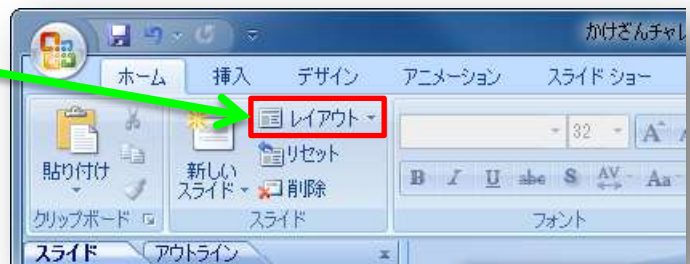 かけざんチャレ
ホーム 挿入 デザイン アニメーション スライド ショー
レイアウト
リセット
削除
貼り付け
新しい
スライド
32
A
B I U abc S AV Aa
クリップボード スライド フォント
スライド アウトライン x